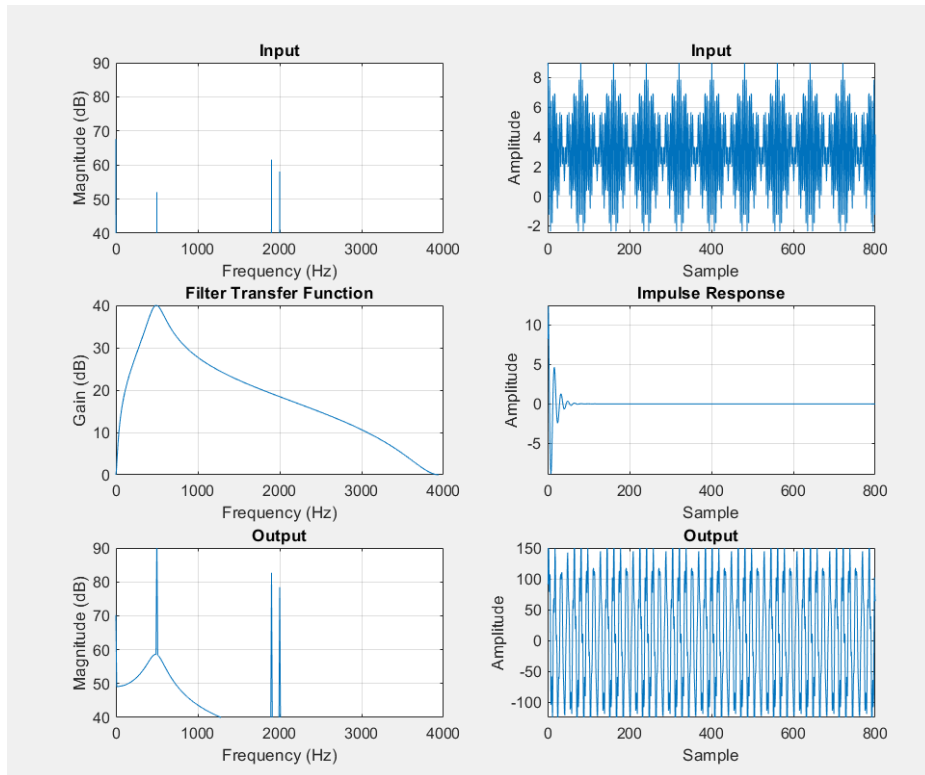 Input
90
80
70
60
50
40
Magnitude (dB)
0 1000 2000 3000 4000
Frequency (Hz)
Input
8
6
4
2
0
-2
Amplitude
0 200 400 600 800
Sample
Filter Transfer Function
40
30
20
10
0
Gain (dB)
0 1000 2000 3000 4000
Frequency (Hz)
Impulse Response
10
5
0
-5
Amplitude
0 200 400 600 800
Sample
Output
90
80
70
60
50
40
Magnitude (dB)
0 1000 2000 3000 4000
Frequency (Hz)
Output
150
100
50
0
-50
-100
Amplitude
0 200 400 600 800
Sample